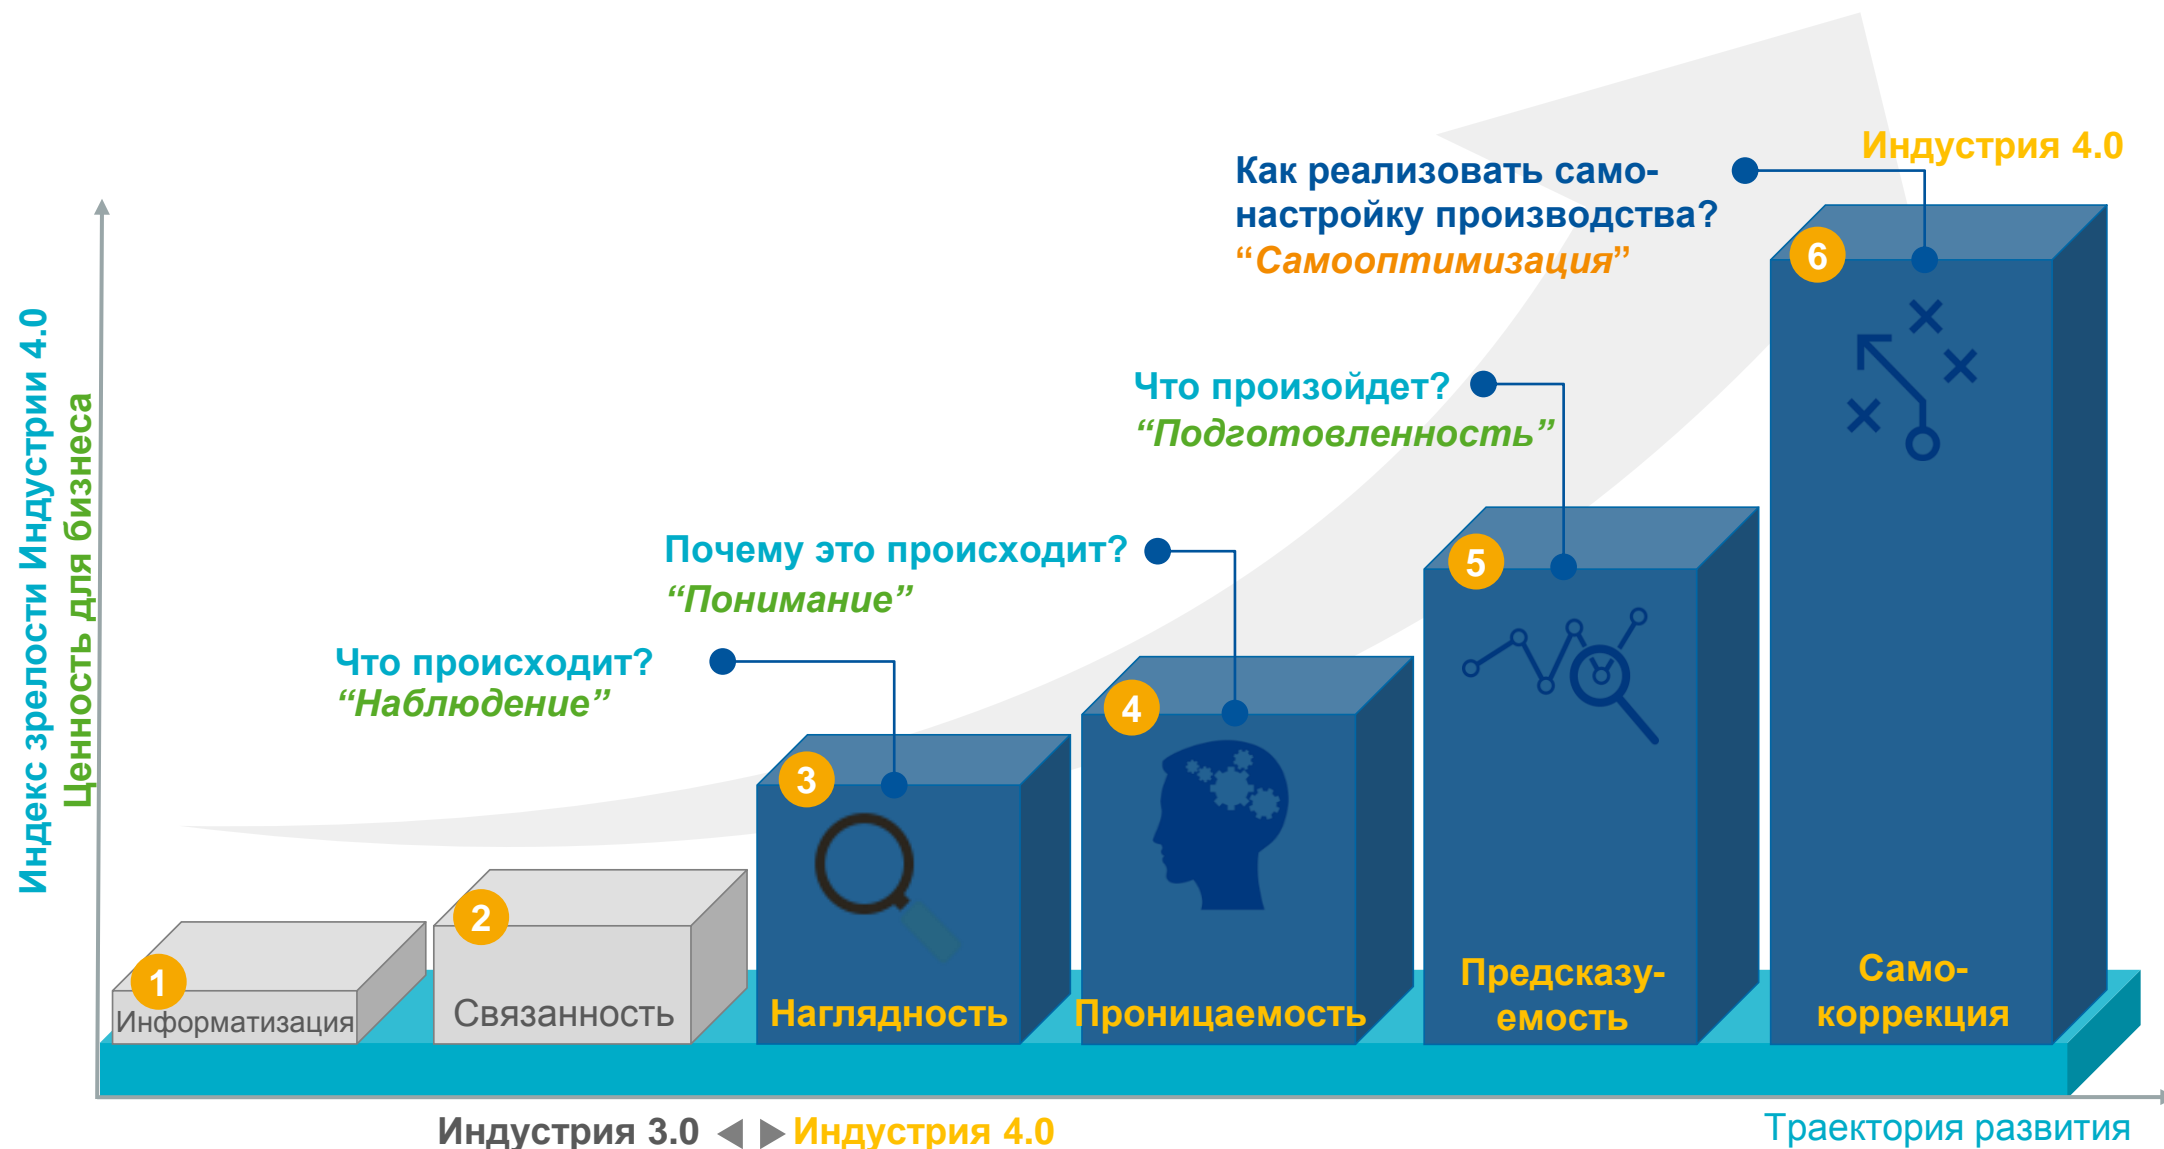 Индустрия 4.0
Как реализовать само-
настройку производства?
“Самооптимизация”
6
Что произойдет?
“Подготовленность”
Индекс зрелости Индустрии 4.0
Ценность для бизнеса
Почему это происходит?
“Понимание”
5
Что происходит?
“Наблюдение”
4
3
2
1
Информатизация
Связанность
Наглядность
Проницаемость
Предсказу-
емость
Само-
коррекция
Индустрия 3.0
Индустрия 4.0
Траектория развития